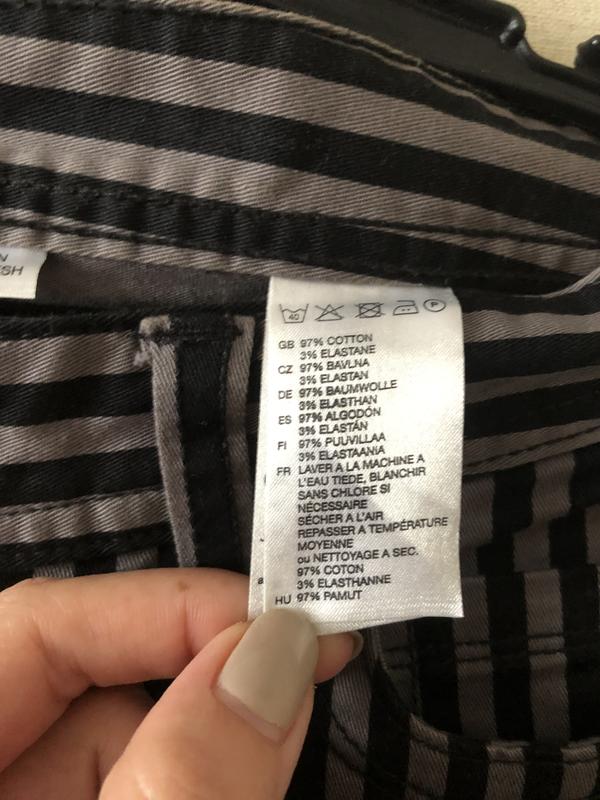 N
SH
40
P
GB 97% COTTON
3% ELASTANE
CZ 97% BAVLNA
3% ELASTAN
DE 97% BAUMWOLLE
3% ELASTHAN
ES 97% ALGODÓN
3% ELASTÁN
FI 97% PUUVILLAA
3% ELASTAANIA
FR LAVER A LA MACHINE A
L'EAU TIEDE, BLANCHIR
SANS CHLORE SI
NÉCESSAIRE
SÉCHER A L'AIR
REPASSER A TEMPÉRATURE
MOYENNE
ou NETTOYAGE A SEC.
97% COTON
3% ELASTHANNE
HU 97% PAMUT